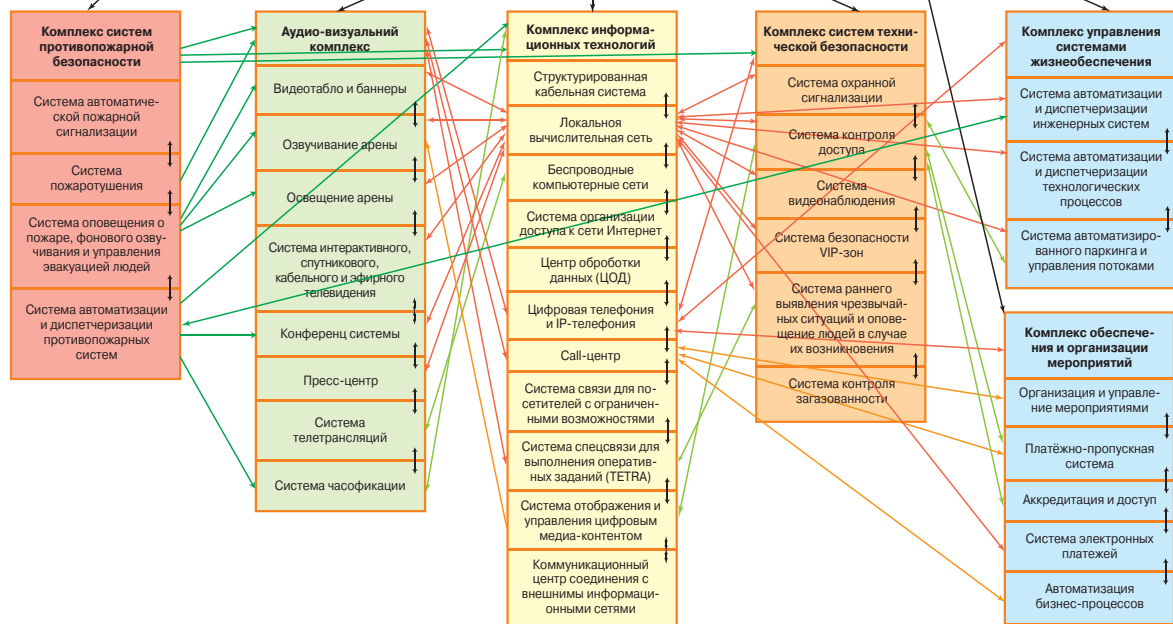 Комплекс систем
противопожарной
безопасности
Система автоматиче-
ской пожарной
сигнализации
Система
пожаротушения
Система оповещения о
пожаре, фонового озву-
чивания и управления
эвакуацией людей
Система автоматизации
и диспетчеризации
противопожарных
систем
Аудио-визуальний
комплекс
Видеотабло и баннеры
Озвучивание арены
Освещение арены
Система интерактивного,
спутникового,
кабельного и эфирного
телевидения
Конференц системы
Пресс-центр
Система
телетрансляций
Система часофикации
Комплекс информа-
ционных технологий
Структурированная
кабельная система
Локальноя
вычислительная сеть
Беспроводные
компьютерные сети
Система организации
доступа к сети Интернет
Центр обработки
данных (ЦОД)
Цифровая телефония
и IP-телефония
Call-центр
Система связи для по-
сетителей с ограничен-
ными возможностями
Система спецсвязи для
выполнения оператив-
ных заданий (TETRA)
Система отображения и
управления цифровым
медиа-контентом
Коммуникационный
центр соединения с
внешнимы информаци-
онными сетями
Комплекс систем техни-
ческой безопасности
Система охранной
сигнализации
Система контроля
доступа
Система
видеонаблюдения
Система безопасности
VIP-зон
Система раннего
выявления чрезвычай-
ных ситуаций и опове-
щение людей в случае
их возникновения
Система контроля
загазованности
Комплекс управления
системами
жизнеобеспечения
Система автоматизации
и диспетчеризации
инженерных систем
Система автоматизации
и диспетчеризации
технологических
процессов
Система автоматизиро-
ванного паркинга и
управления потоками
Комплекс обеспече-
ния и организации
мероприятий
Организация и управле-
ние мероприятиями
Платёжно-пропускная
система
Аккредитация и доступ
Система электронных
платежей
Автоматизация
бизнес-процессов